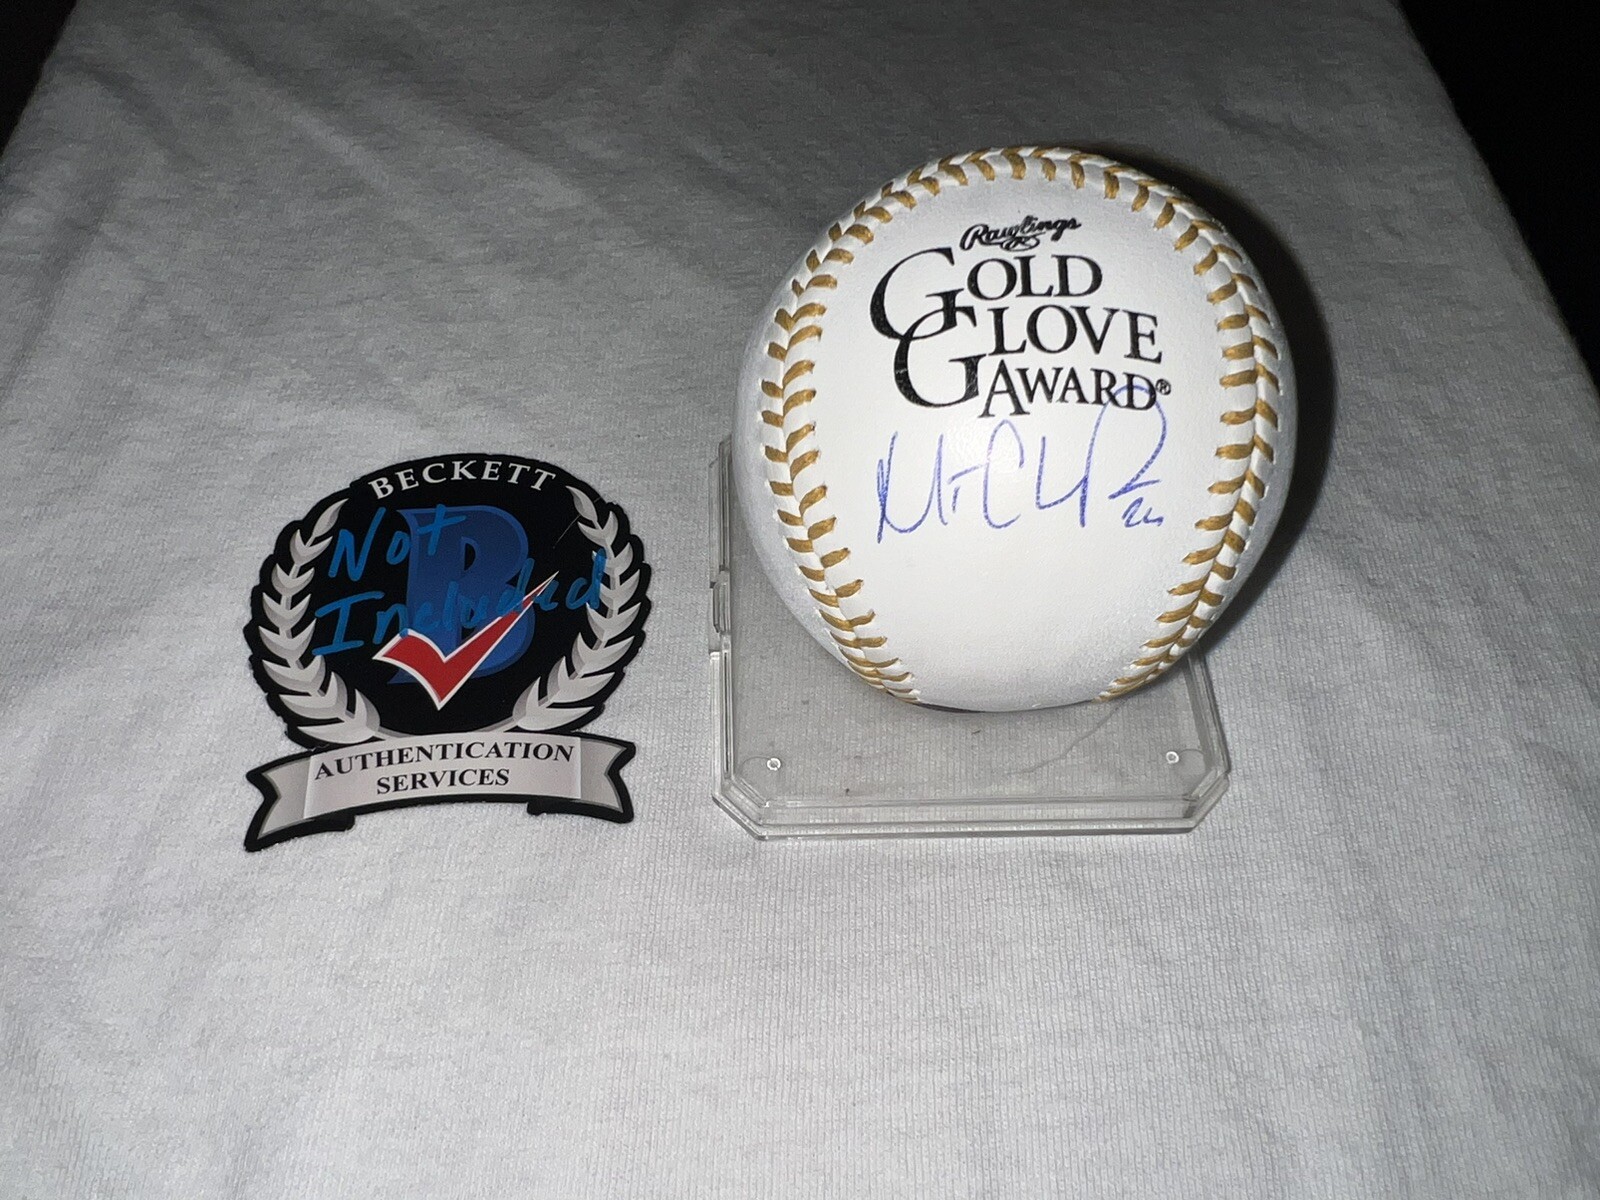 BECKETT
Not
Included
B
AUTHENTICATION
SERVICES
Rawlings
R
GOLD
GLOVE
AWARD®